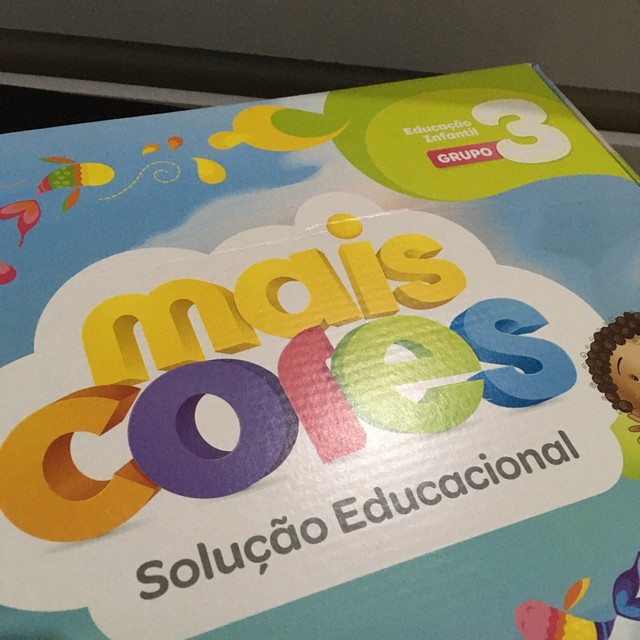 Educação
Infantil
GRUPO 3
mais
cores
Solução Educacional